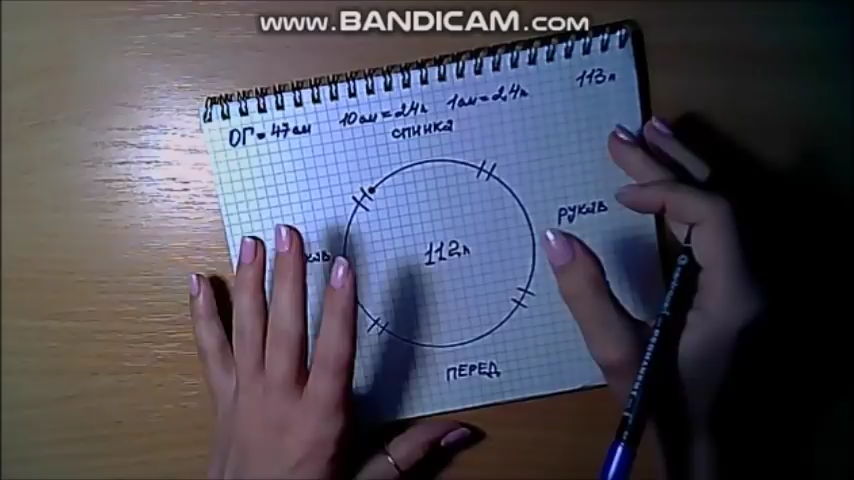 www.BANDICAM.com
ОГ = 47см 10см=24п 1см=2,4п 113п
спинка
рукав
112п
ПЕРЕД